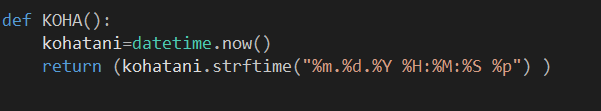 def KOHA():
    kohatani=datetime.now()
    return (kohatani.strftime("%m.%d.%Y %H:%M:%S %p") )